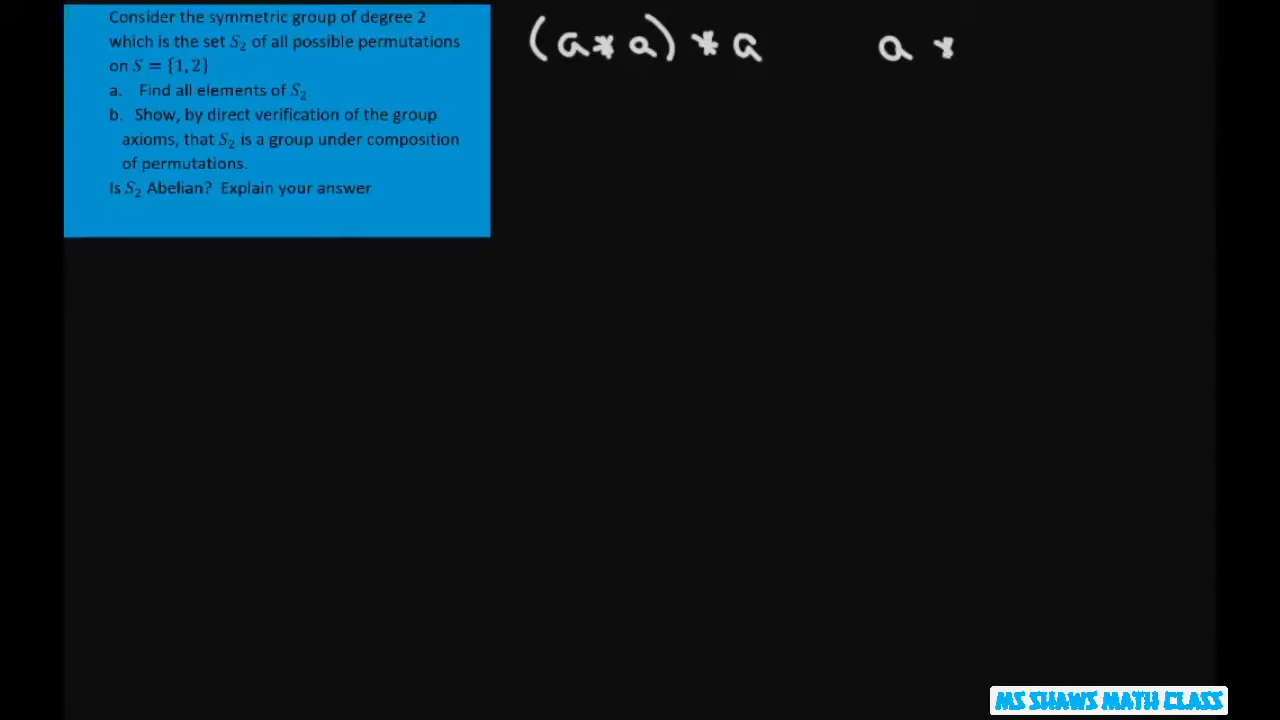 Consider the symmetric group of degree 2
which is the set S₂ of all possible permutations
on S = {1, 2}
a. Find all elements of S₂
b. Show, by direct verification of the group
axioms, that S₂ is a group under composition
of permutations.
Is S₂ Abelian? Explain your answer
(a * a) * a a *
MS SHAWS MATH CLASS